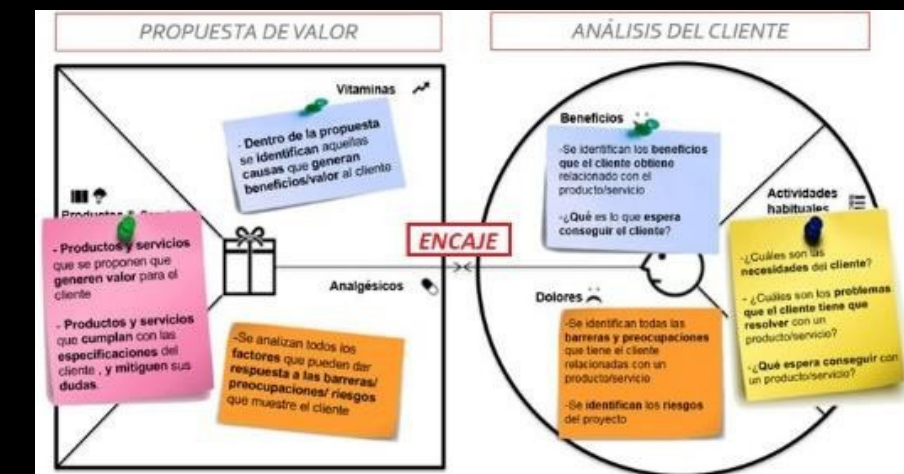 PROPUESTA DE VALOR
ANÁLISIS DEL CLIENTE
Vitaminas
- Dentro de la propuesta
se identifican aquellas
causas que generan
beneficios/valor al cliente
- Productos y servicios
que se proponen que
generen valor para el
cliente
- Productos y servicios
que cumplan con las
especificaciones del
cliente , y mitiguen sus
dudas.
Analgésicos
-Se analizan todos los
factores que pueden dar
respuesta a las barreras/
preocupaciones/ riesgos
que muestre el cliente
ENCAJE
Beneficios
-Se identifican los beneficios
que el cliente obtiene
relacionado con el
producto/servicio
-¿Qué es lo que espera
conseguir el cliente?
Actividades
habituales
-¿Cuáles son las
necesidades del cliente?
- ¿Cuáles son los problemas
que el cliente tiene que
resolver con un
producto/servicio?
-¿Qué espera conseguir con
un producto/servicio?
Dolores
-Se identifican todas las
barreras y preocupaciones
que tiene el cliente
relacionadas con un
producto/servicio
-Se identifican los riesgos
del proyecto